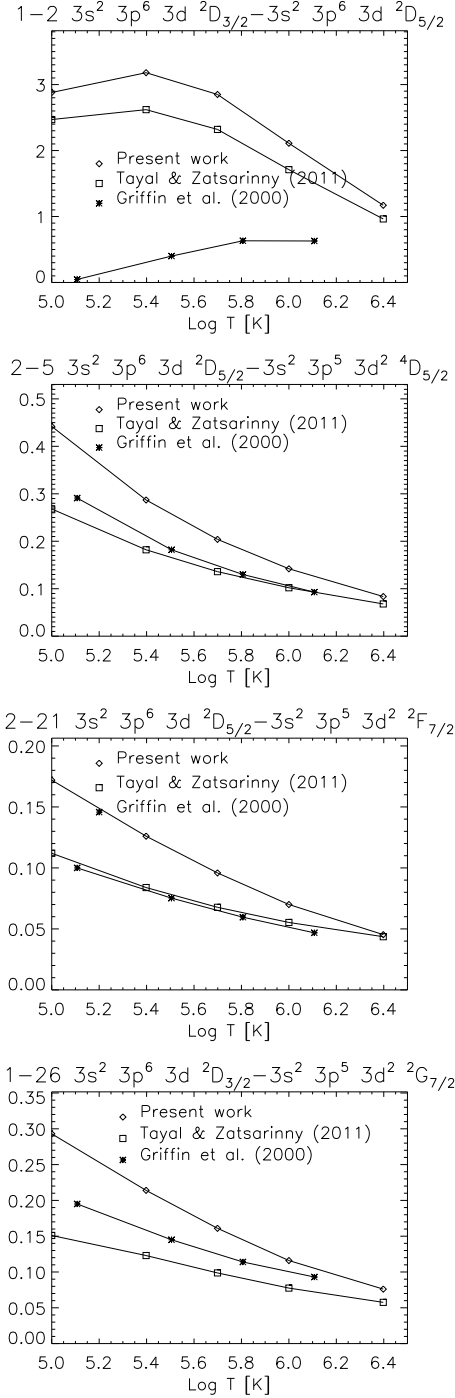 1−2 3s² 3p⁶ 3d ²D₃/₂−3s² 3p⁶ 3d ²D₅/₂
3
2
1
0
Present work
Tayal & Zatsarinny (2011)
Griffin et al. (2000)
5.0 5.2 5.4 5.6 5.8 6.0 6.2 6.4
Log T [K]
2−5 3s² 3p⁶ 3d ²D₅/₂−3s² 3p⁵ 3d² ⁴D₅/₂
0.5
0.4
0.3
0.2
0.1
0.0
Present work
Tayal & Zatsarinny (2011)
Griffin et al. (2000)
5.0 5.2 5.4 5.6 5.8 6.0 6.2 6.4
Log T [K]
2−21 3s² 3p⁶ 3d ²D₅/₂−3s² 3p⁵ 3d² ²F₇/₂
0.20
0.15
0.10
0.05
0.00
Present work
Tayal & Zatsarinny (2011)
Griffin et al. (2000)
5.0 5.2 5.4 5.6 5.8 6.0 6.2 6.4
Log T [K]
1−26 3s² 3p⁶ 3d ²D₃/₂−3s² 3p⁵ 3d² ²G₇/₂
0.35
0.30
0.25
0.20
0.15
0.10
0.05
0.00
Present work
Tayal & Zatsarinny (2011)
Griffin et al. (2000)
5.0 5.2 5.4 5.6 5.8 6.0 6.2 6.4
Log T [K]